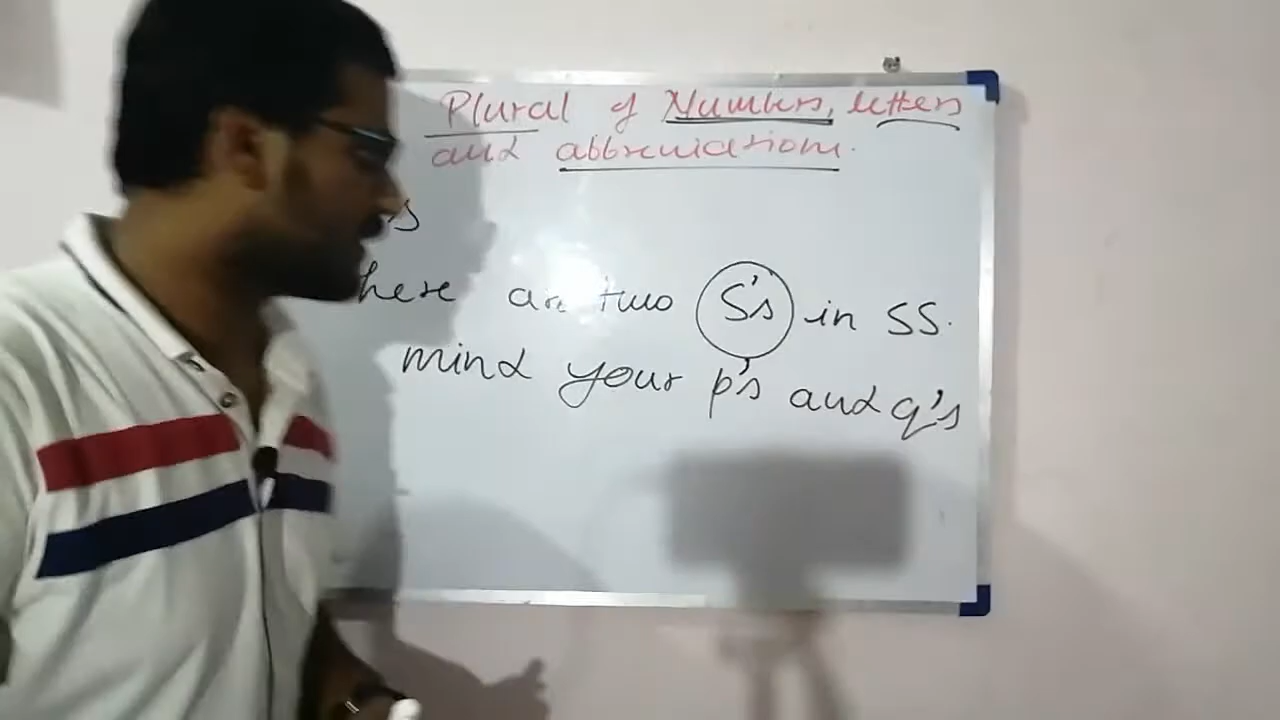 Plural of Numbers, letters
and abbreviations.
s
here are two S's in SS.
mind your p's and q's